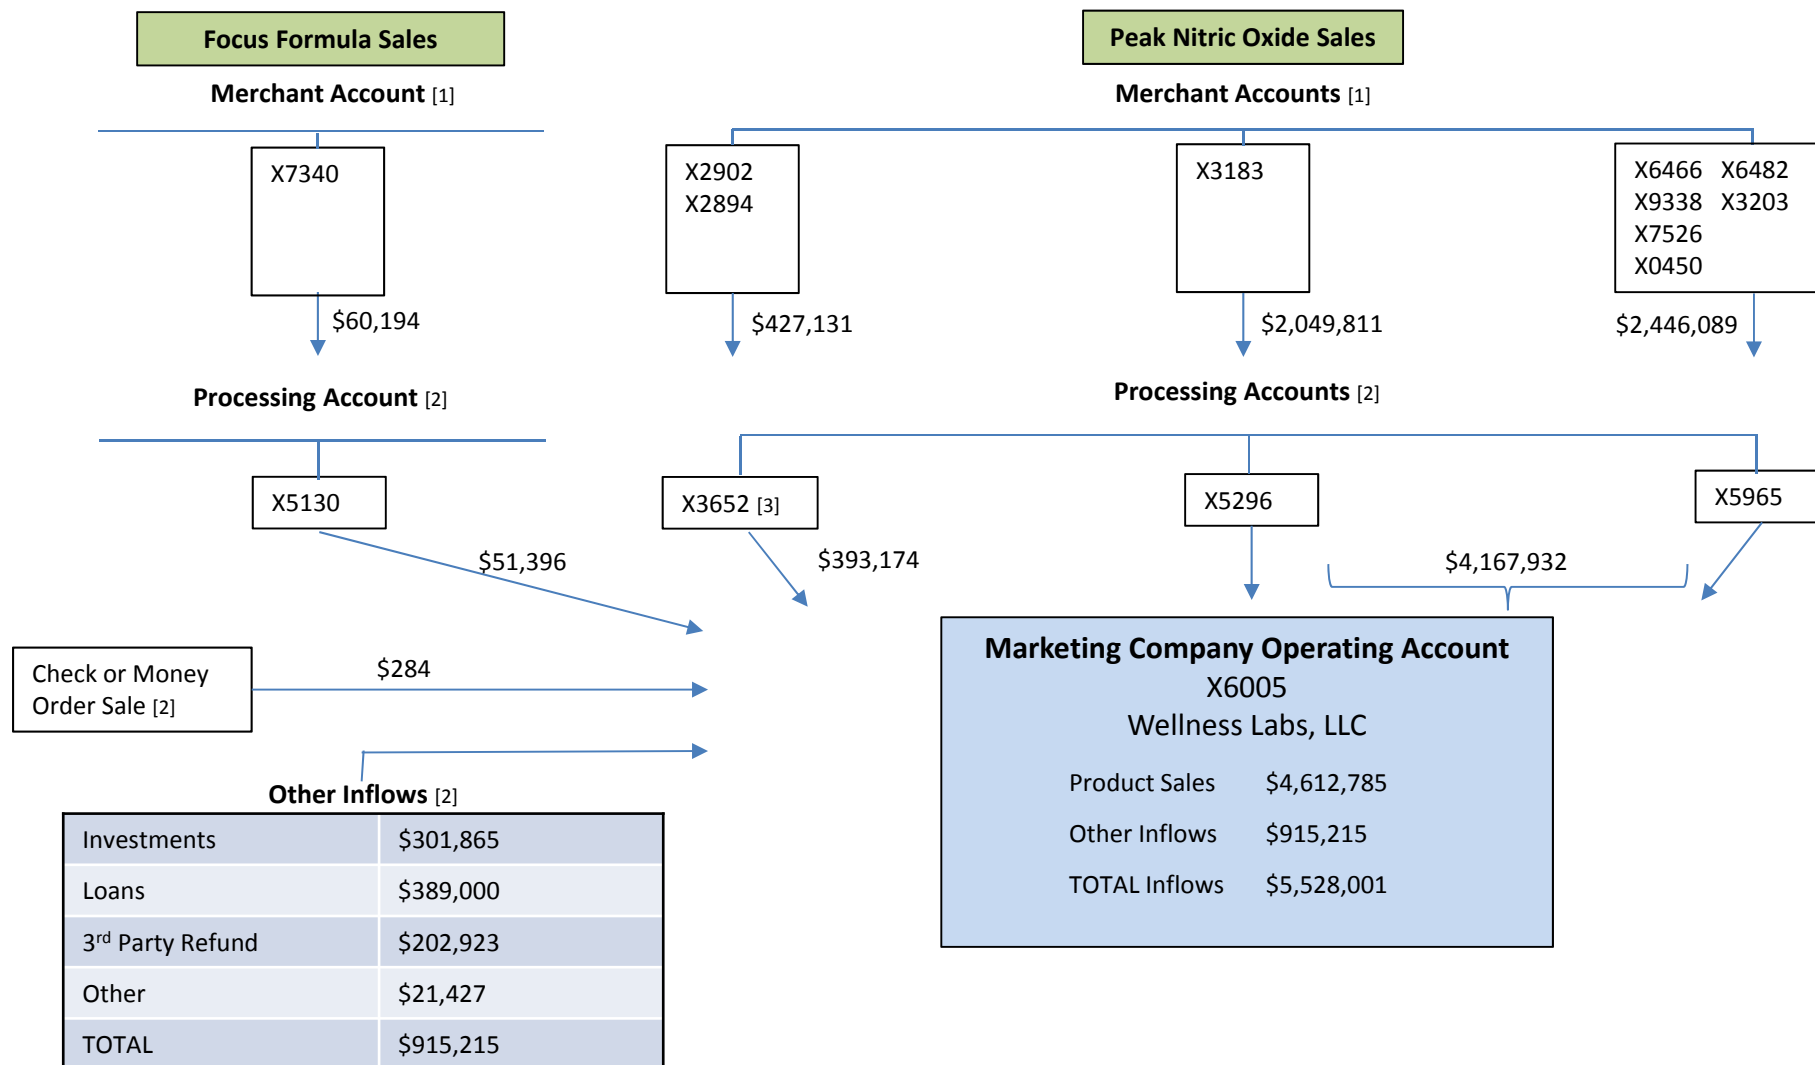 Focus Formula Sales
Peak Nitric Oxide Sales
Merchant Account [1]
Merchant Accounts [1]
X7340
X2902
X2894
X3183
X6466 X6482
X9338 X3203
X7526
X0450
$60,194
$427,131
$2,049,811
$2,446,089
Processing Account [2]
Processing Accounts [2]
X5130
X3652 [3]
X5296
X5965
$51,396
$393,174
$4,167,932
Check or Money
Order Sale [2]
$284
Other Inflows [2]
Investments $301,865
Loans $389,000
3rd Party Refund $202,923
Other $21,427
TOTAL $915,215
Marketing Company Operating Account
X6005
Wellness Labs, LLC
Product Sales $4,612,785
Other Inflows $915,215
TOTAL Inflows $5,528,001